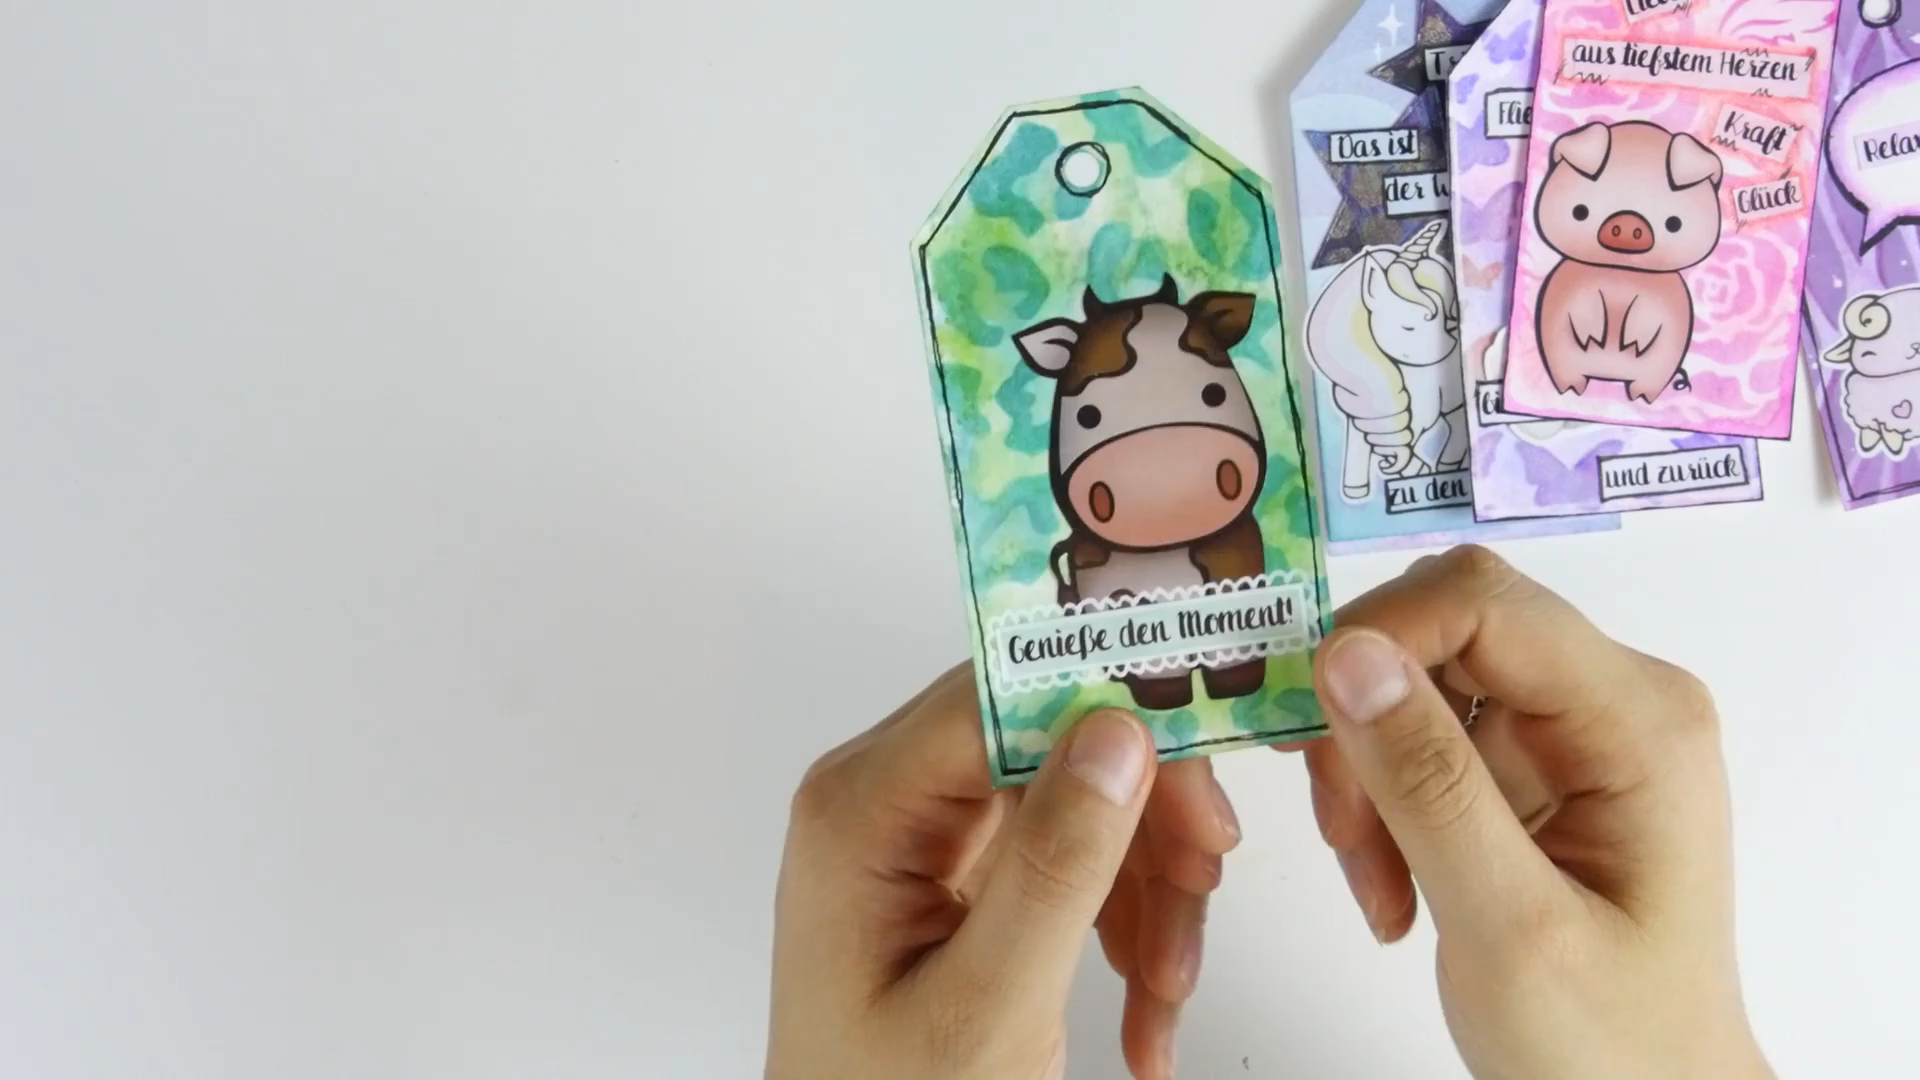 Genieße den Moment!
Das ist
der
zu den
und zurück
aus tiefstem Herzen
Kraft
Glück